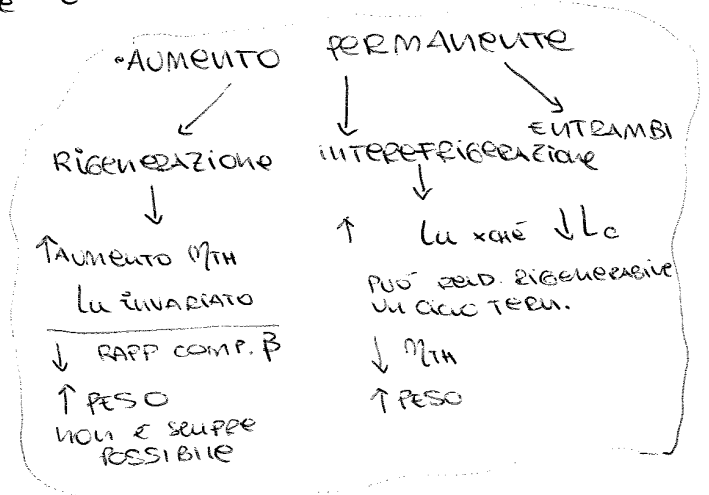 • AUMENTO PERMANENTE
RIGENERAZIONE
INTEREFRIGERAZIONE
ENTRAMBI
↑ AUMENTO ηTH
Lu INVARIATO
↓ RAPP COMP. β
↑ PESO
NON È SEMPRE
POSSIBILE
↑ Lu xché ↓ Lc
PUÒ REND. RIGENERABILE
UN CICLO TERM.
↓ ηTH
↑ PESO